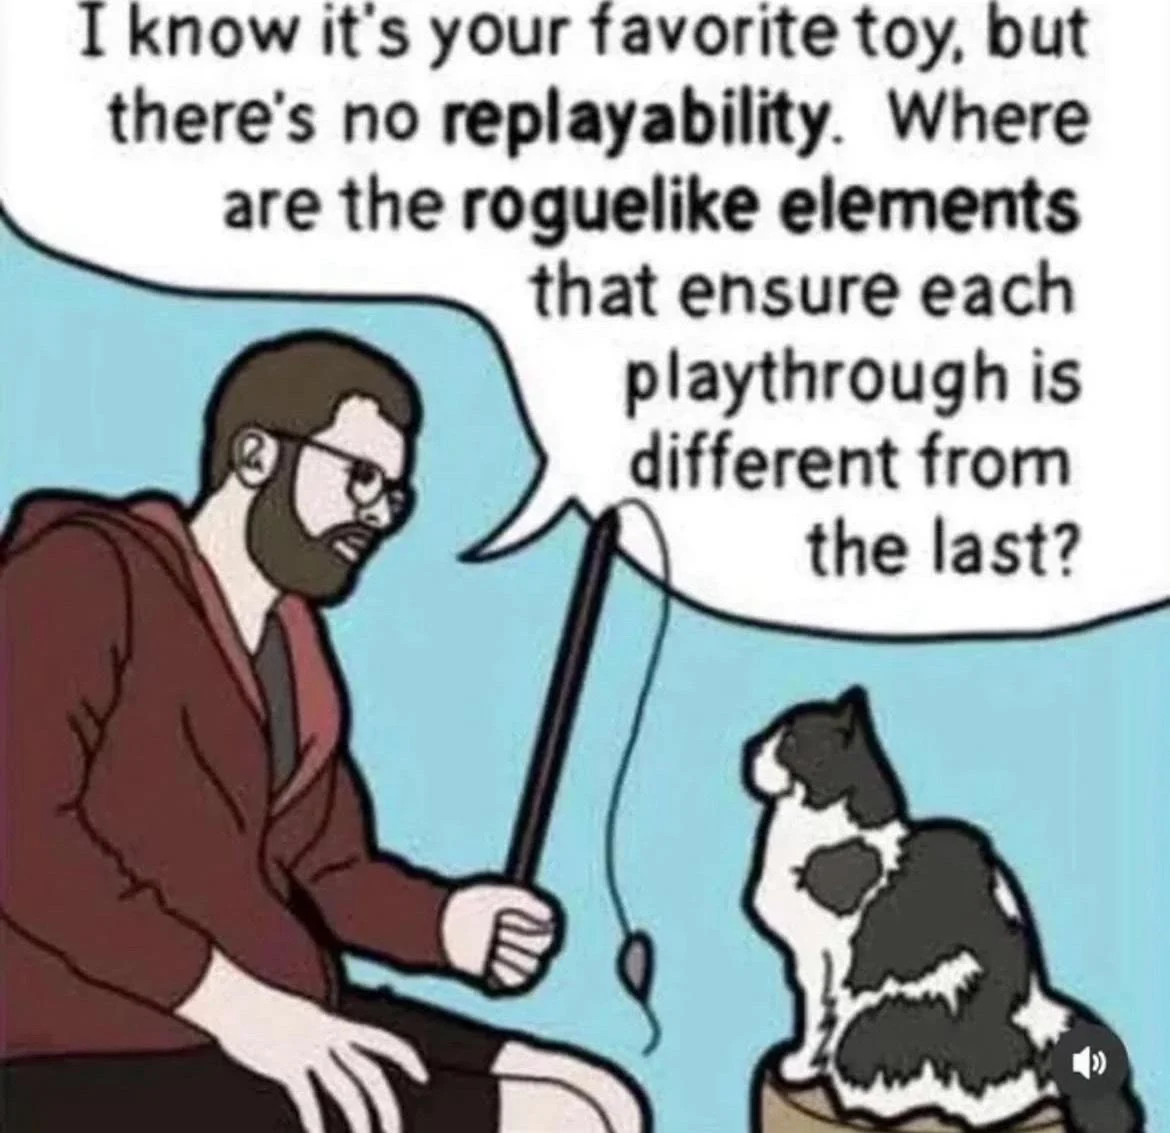 I know it's your favorite toy, but
there's no replayability. Where
are the roguelike elements
that ensure each
playthrough is
different from
the last?